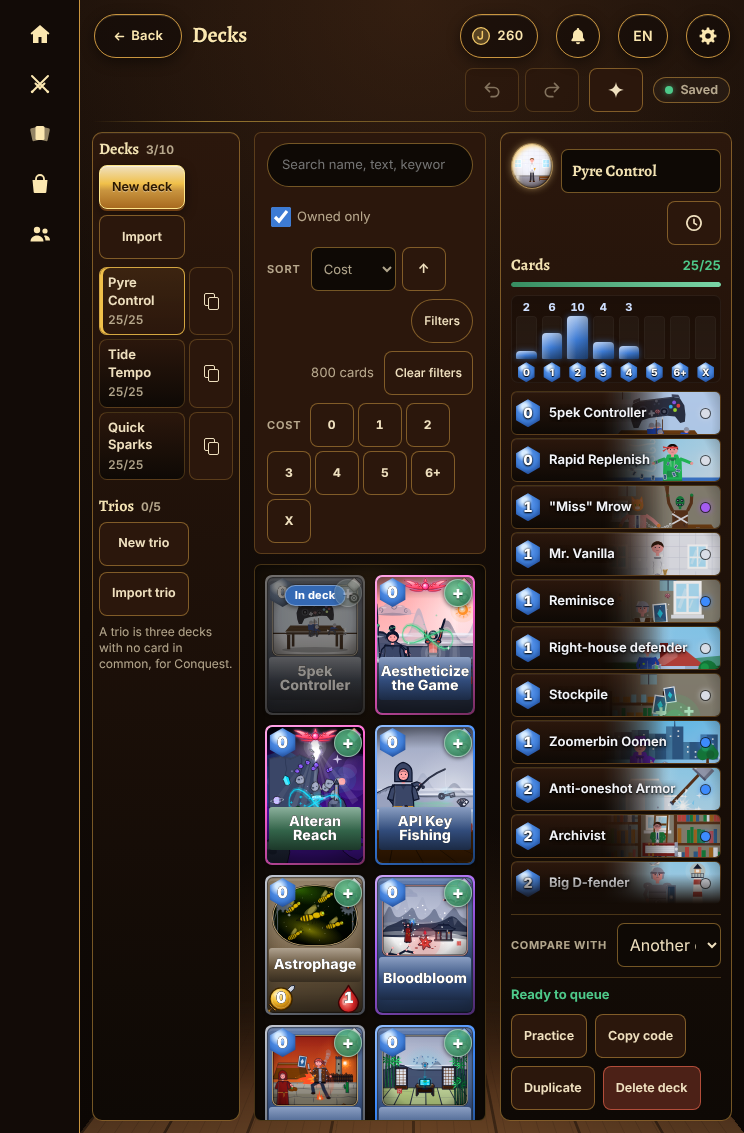 ← Back
Decks
J 260
EN
Saved
Decks 3/10
New deck
Import
Pyre
Control
25/25
Tide
Tempo
25/25
Quick
Sparks
25/25
Trios 0/5
New trio
Import trio
A trio is three decks
with no card in
common, for Conquest.
Search name, text, keywor
Owned only
SORT Cost ↑
Filters
800 cards Clear filters
COST 0 1 2
3 4 5 6+
X
0 In deck
5pek
Controller
0 +
Aestheticize
the Game
0 +
Alteran
Reach
0 +
API Key
Fishing
0 +
Astrophage
0 1
0 +
Bloodbloom
0 +
0 +
Pyre Control
Cards 25/25
2 6 10 4 3
0 1 2 3 4 5 6+ X
0 5pek Controller
0 Rapid Replenish
1 "Miss" Mrow
1 Mr. Vanilla
1 Reminisce
1 Right-house defender
1 Stockpile
1 Zoomerbin Oomen
2 Anti-oneshot Armor
2 Archivist
2 Big D-fender
COMPARE WITH Another
Ready to queue
Practice Copy code
Duplicate Delete deck